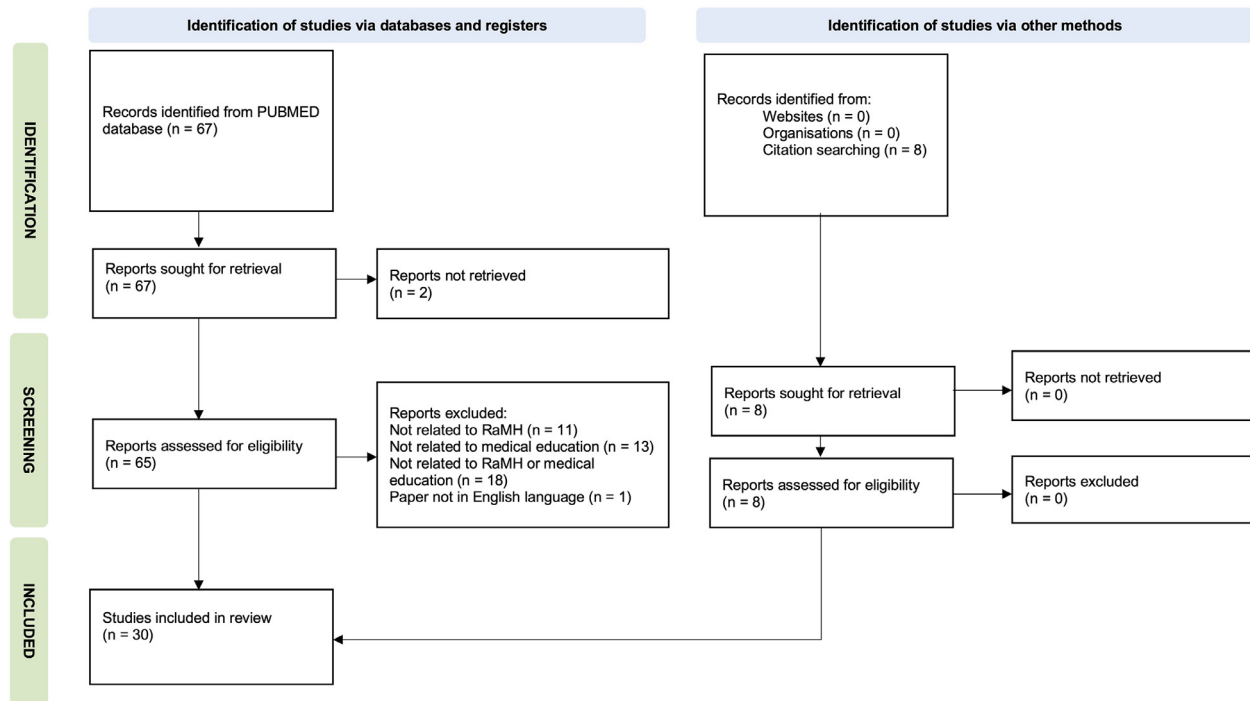 Identification of studies via databases and registers
Identification of studies via other methods
IDENTIFICATION
Records identified from PUBMED
database (n = 67)
Records identified from:
Websites (n = 0)
Organisations (n = 0)
Citation searching (n = 8)
Reports sought for retrieval
(n = 67)
Reports not retrieved
(n = 2)
SCREENING
Reports sought for retrieval
(n = 8)
Reports not retrieved
(n = 0)
Reports assessed for eligibility
(n = 65)
Reports excluded:
Not related to RaMH (n = 11)
Not related to medical education (n = 13)
Not related to RaMH or medical
education (n = 18)
Paper not in English language (n = 1)
Reports assessed for eligibility
(n = 8)
Reports excluded
(n = 0)
INCLUDED
Studies included in review
(n = 30)